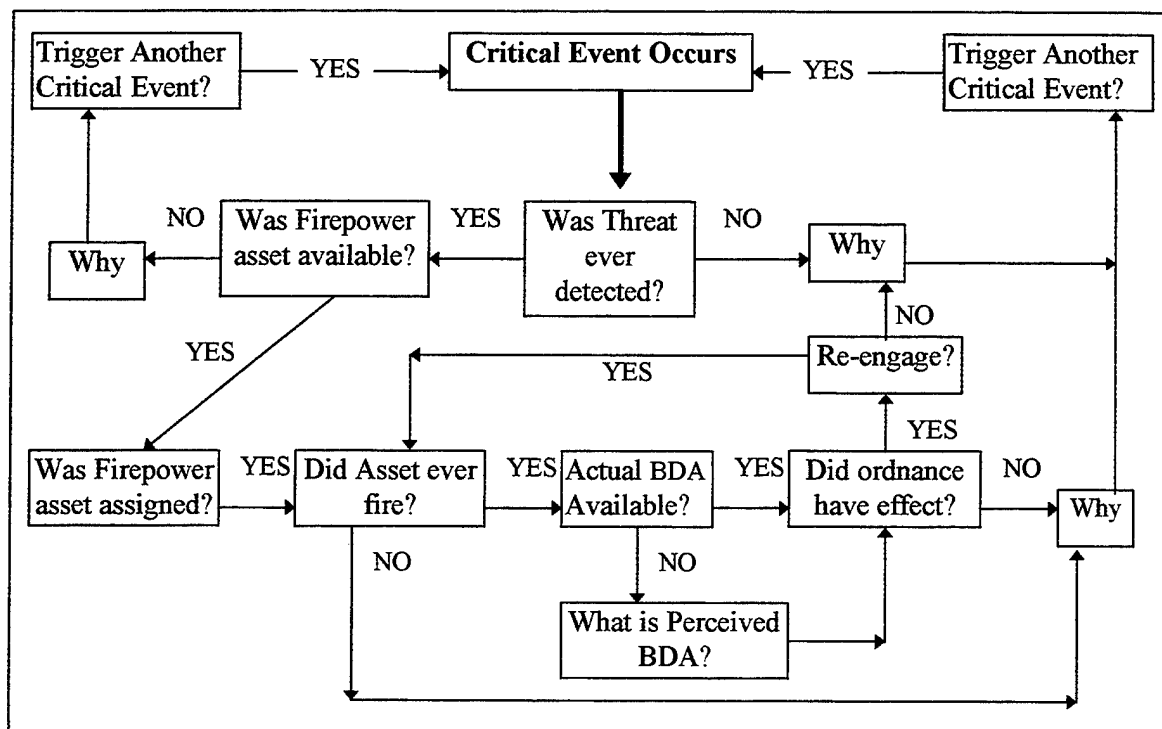 Trigger Another
Critical Event?
YES
Critical Event Occurs
YES
Trigger Another
Critical Event?
NO
Was Firepower
asset available?
YES
Was Threat
ever
detected?
NO
Why
Why
YES
NO
Re-engage?
YES
YES
Was Firepower
asset assigned?
YES
Did Asset ever
fire?
YES
Actual BDA
Available?
YES
Did ordnance
have effect?
NO
Why
NO
NO
What is Perceived
BDA?